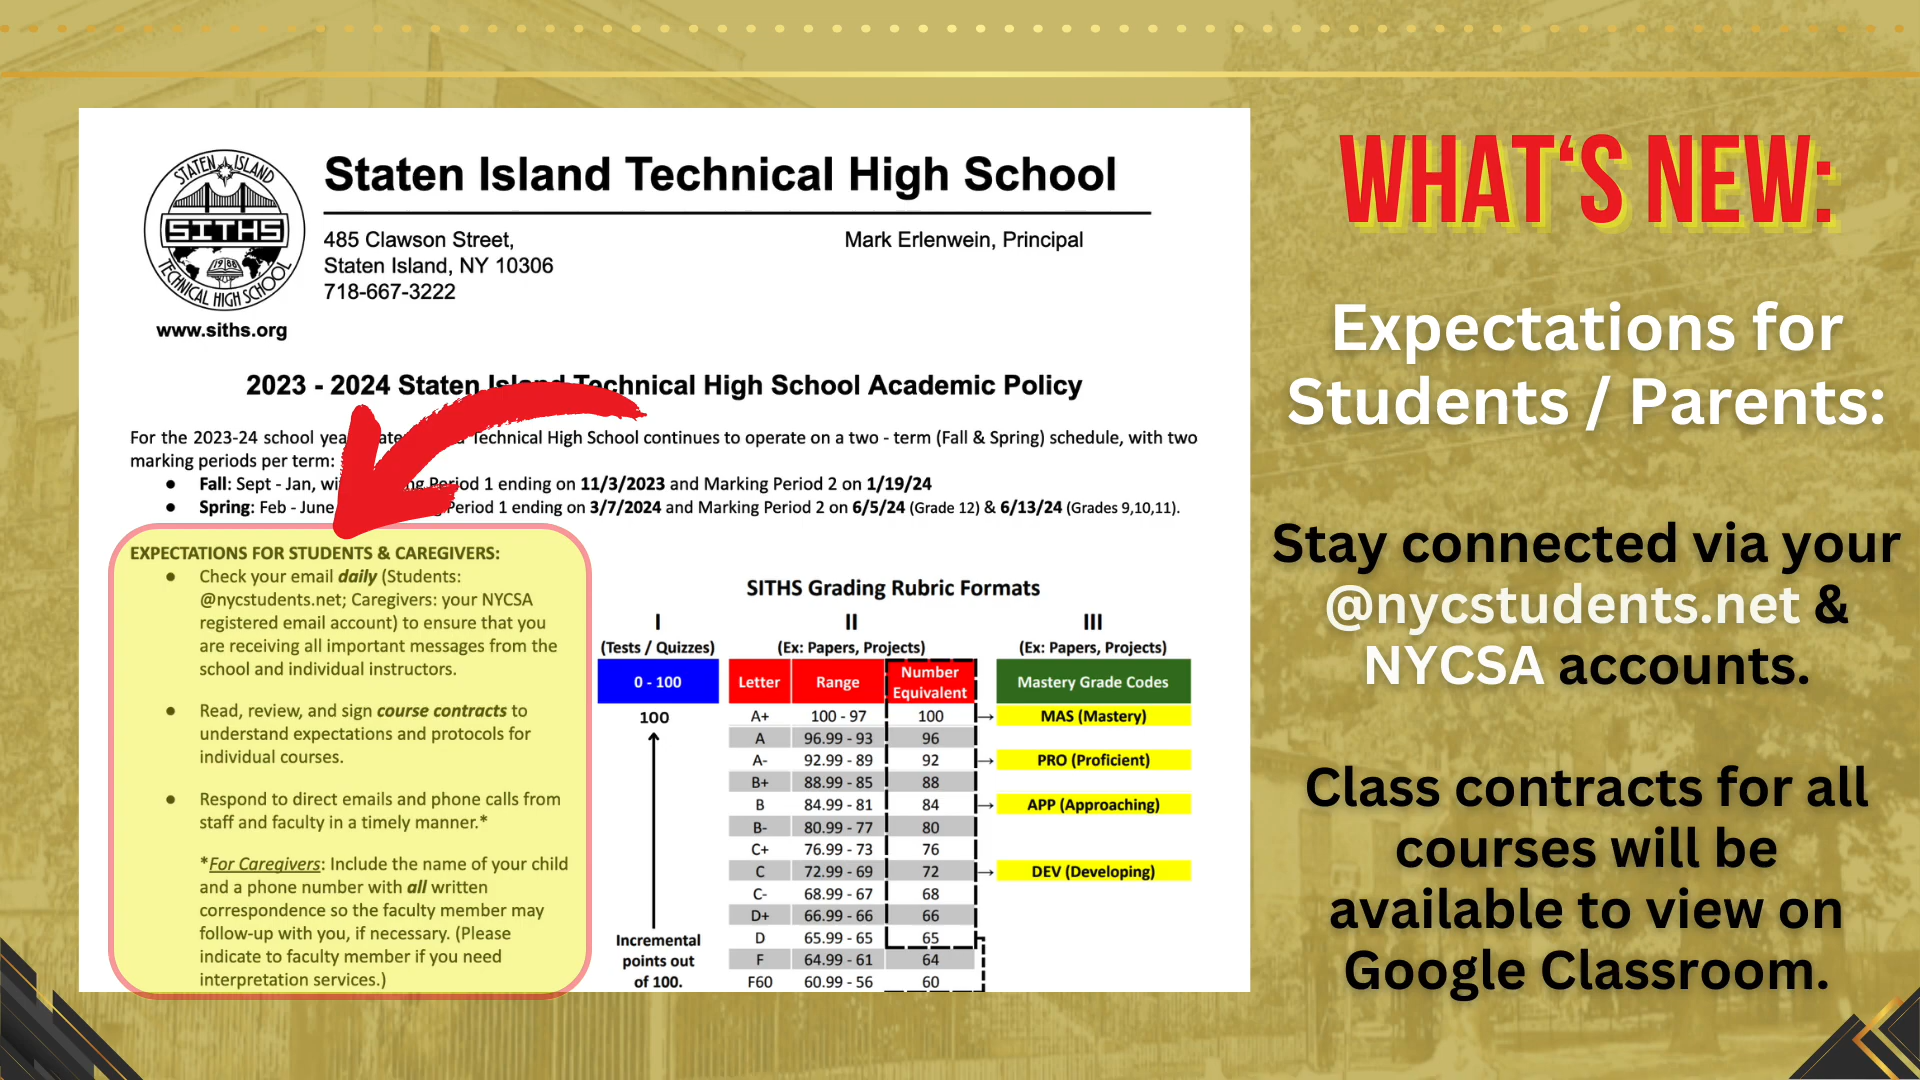 STATEN ISLAND
SITHS
1988
TECHNICAL HIGH SCHOOL
www.siths.org
Staten Island Technical High School
485 Clawson Street,
Staten Island, NY 10306
718-667-3222
Mark Erlenwein, Principal
2023 - 2024 Staten Island Technical High School Academic Policy
For the 2023-24 school yea Technical High School continues to operate on a two - term (Fall & Spring) schedule, with two
marking periods per term:
● Fall: Sept - Jan, Period 1 ending on 11/3/2023 and Marking Period 2 on 1/19/24
● Spring: Feb - June Period 1 ending on 3/7/2024 and Marking Period 2 on 6/5/24 (Grade 12) & 6/13/24 (Grades 9,10,11).
EXPECTATIONS FOR STUDENTS & CAREGIVERS:
● Check your email daily (Students:
@nycstudents.net; Caregivers: your NYCSA
registered email account) to ensure that you
are receiving all important messages from the
school and individual instructors.
● Read, review, and sign course contracts to
understand expectations and protocols for
individual courses.
● Respond to direct emails and phone calls from
staff and faculty in a timely manner.*
*For Caregivers: Include the name of your child
and a phone number with all written
correspondence so the faculty member may
follow-up with you, if necessary. (Please
indicate to faculty member if you need
interpretation services.)
SITHS Grading Rubric Formats
I
(Tests / Quizzes)
0 - 100
100
Incremental
points out
of 100.
II
(Ex: Papers, Projects)
Letter Range Number Equivalent
A+ 100 - 97 100
A 96.99 - 93 96
A- 92.99 - 89 92
B+ 88.99 - 85 88
B 84.99 - 81 84
B- 80.99 - 77 80
C+ 76.99 - 73 76
C 72.99 - 69 72
C- 68.99 - 67 68
D+ 66.99 - 66 66
D 65.99 - 65 65
F 64.99 - 61 64
F60 60.99 - 56 60
III
(Ex: Papers, Projects)
Mastery Grade Codes
MAS (Mastery)
PRO (Proficient)
APP (Approaching)
DEV (Developing)
WHAT‘S NEW:
Expectations for
Students / Parents:
Stay connected via your
@nycstudents.net &
NYCSA accounts.
Class contracts for all
courses will be
available to view on
Google Classroom.